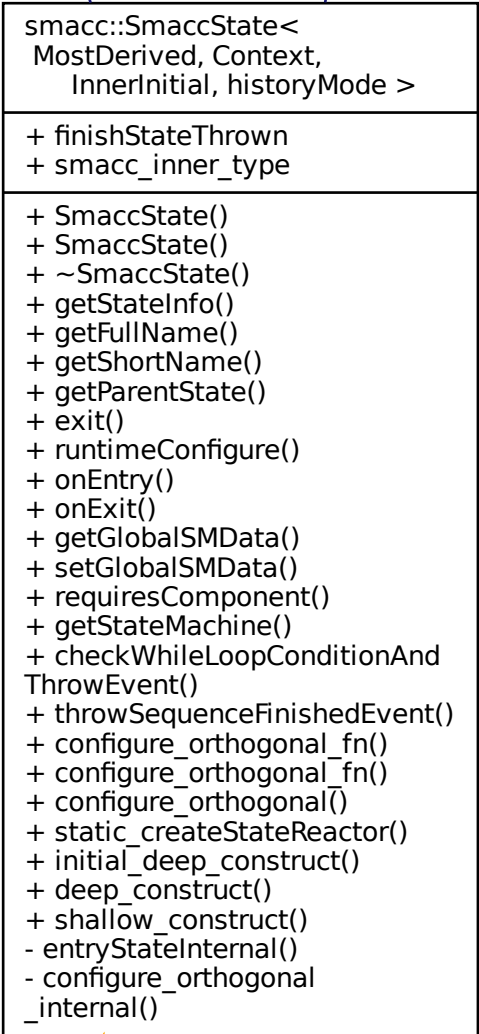 smacc::SmaccState<
MostDerived, Context,
InnerInitial, historyMode >
+ finishStateThrown
+ smacc_inner_type
+ SmaccState()
+ SmaccState()
+ ~SmaccState()
+ getStateInfo()
+ getFullName()
+ getShortName()
+ getParentState()
+ exit()
+ runtimeConfigure()
+ onEntry()
+ onExit()
+ getGlobalSMData()
+ setGlobalSMData()
+ requiresComponent()
+ getStateMachine()
+ checkWhileLoopConditionAnd
ThrowEvent()
+ throwSequenceFinishedEvent()
+ configure_orthogonal_fn()
+ configure_orthogonal_fn()
+ configure_orthogonal()
+ static_createStateReactor()
+ initial_deep_construct()
+ deep_construct()
+ shallow_construct()
- entryStateInternal()
- configure_orthogonal
_internal()